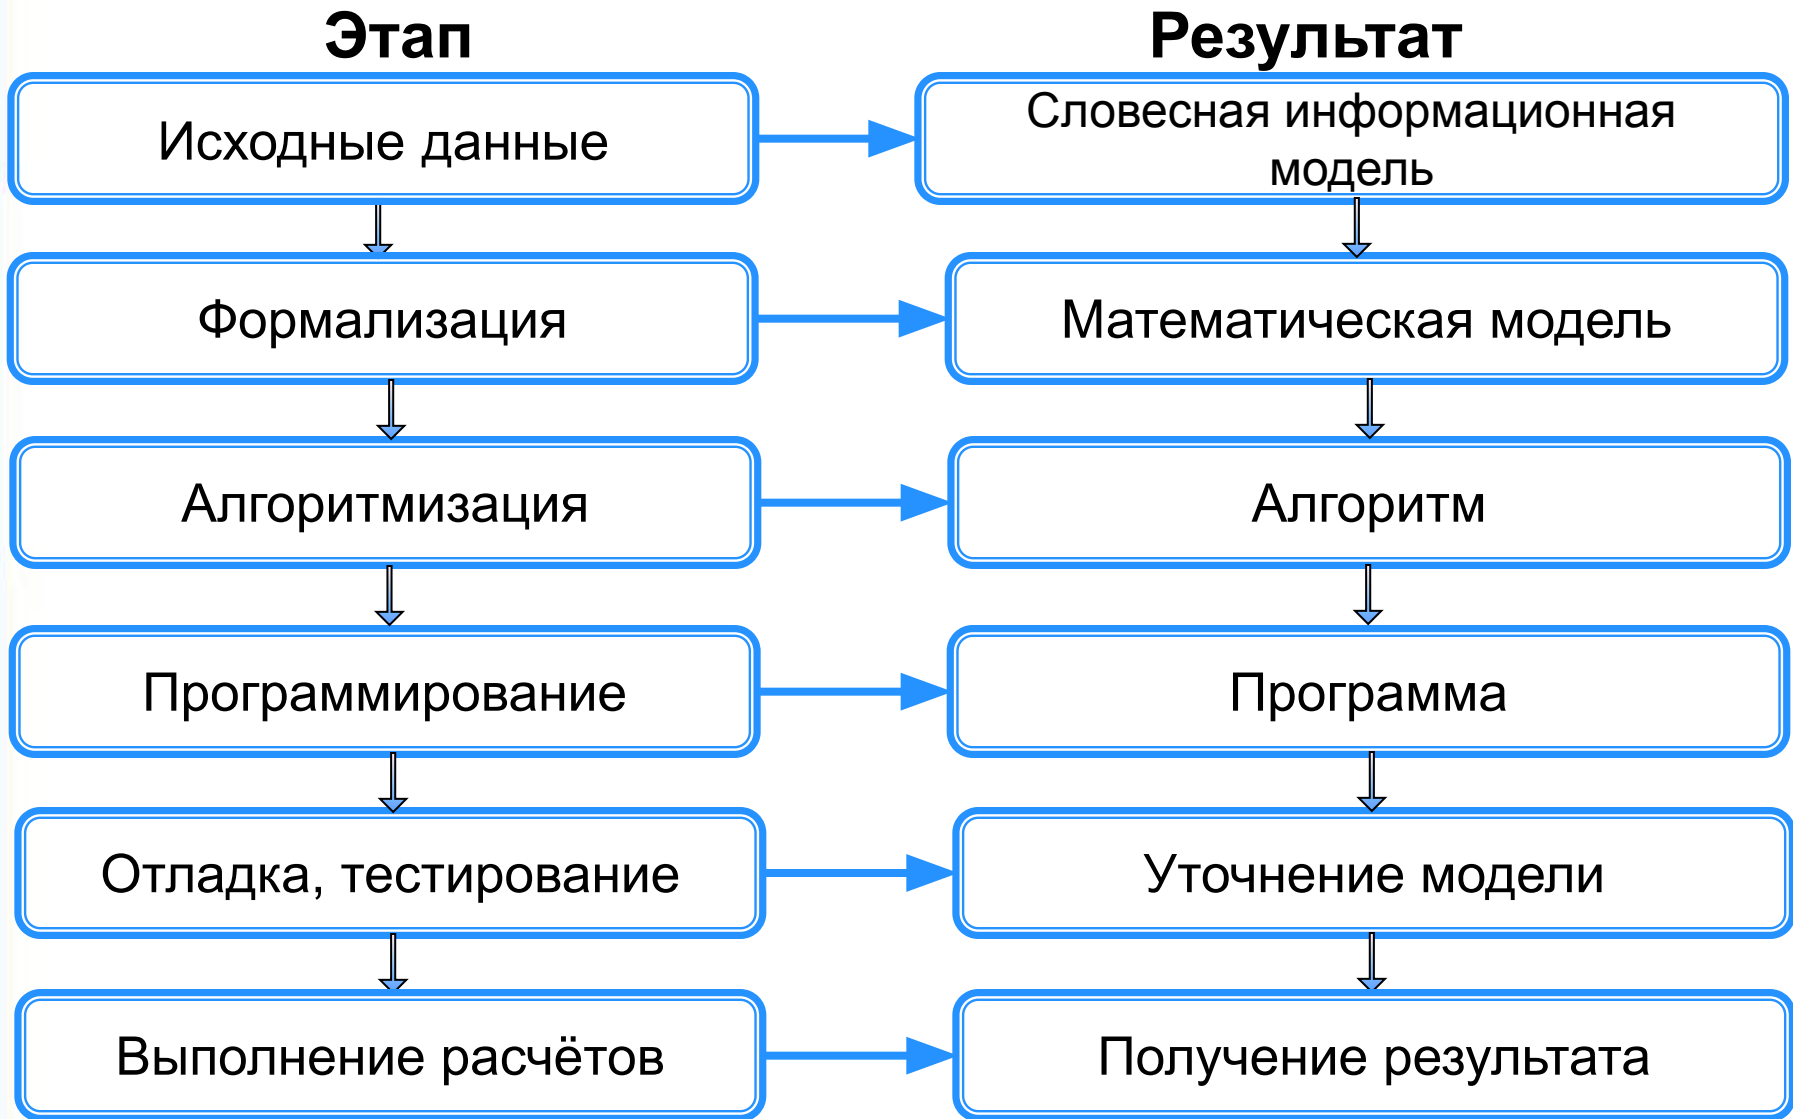 Этап
Результат
Исходные данные
Словесная информационная
модель
Формализация
Математическая модель
Алгоритмизация
Алгоритм
Программирование
Программа
Отладка, тестирование
Уточнение модели
Выполнение расчётов
Получение результата